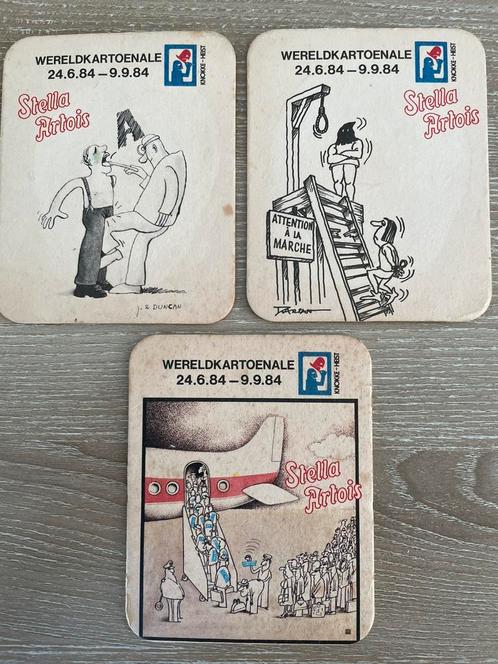 WERELDKARTOENALE
24.6.84 – 9.9.84
KNOKKE-HEIST
Stella
Artois
J. R. DUNCAN
WERELDKARTOENALE
24.6.84 – 9.9.84
KNOKKE-HEIST
Stella
Artois
ATTENTION
À LA
MARCHE
WERELDKARTOENALE
24.6.84 – 9.9.84
KNOKKE-HEIST
Stella
Artois